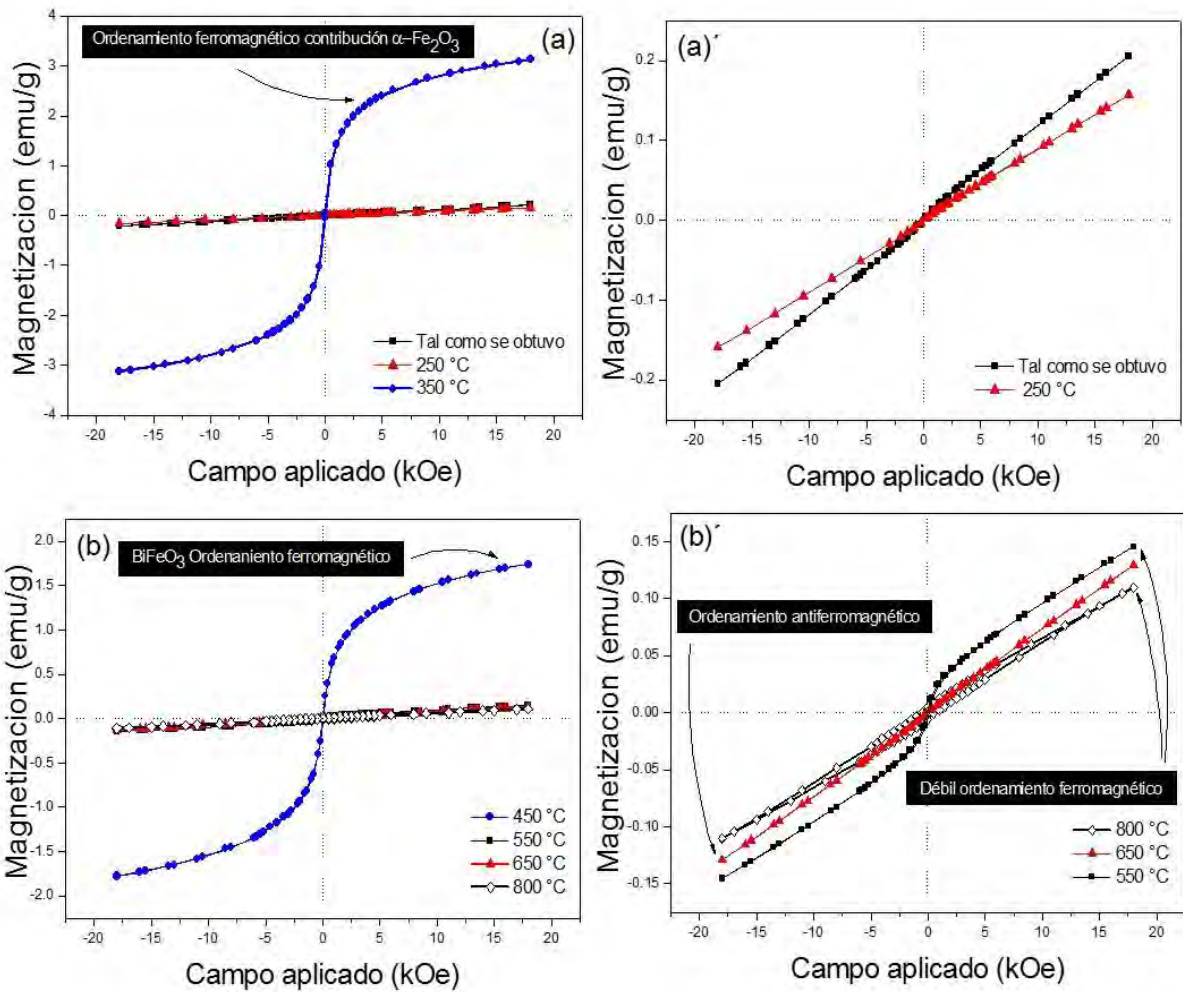 Ordenamiento ferromagnético contribución α–Fe2O3
(a)
Magnetizacion (emu/g)
4
3
2
1
0
-1
-2
-3
-4
Tal como se obtuvo
250 °C
350 °C
-20 -15 -10 -5 0 5 10 15 20
Campo aplicado (kOe)
(a)´
Magnetizacion (emu/g)
0.2
0.1
0.0
-0.1
-0.2
Tal como se obtuvo
250 °C
-20 -15 -10 -5 0 5 10 15 20
Campo aplicado (kOe)
(b)
BiFeO3 Ordenaniento ferromagnético
Magnetizacion (emu/g)
2.0
1.5
1.0
0.5
0.0
-0.5
-1.0
-1.5
-2.0
450 °C
550 °C
650 °C
800 °C
-20 -15 -10 -5 0 5 10 15 20
Campo aplicado (kOe)
(b)´
Magnetizacion (emu/g)
0.15
0.10
0.05
0.00
-0.05
-0.10
-0.15
Ordenamiento antiferromagnético
Débil ordenamiento ferromagnético
800 °C
650 °C
550 °C
-20 -15 -10 -5 0 5 10 15 20
Campo aplicado (kOe)